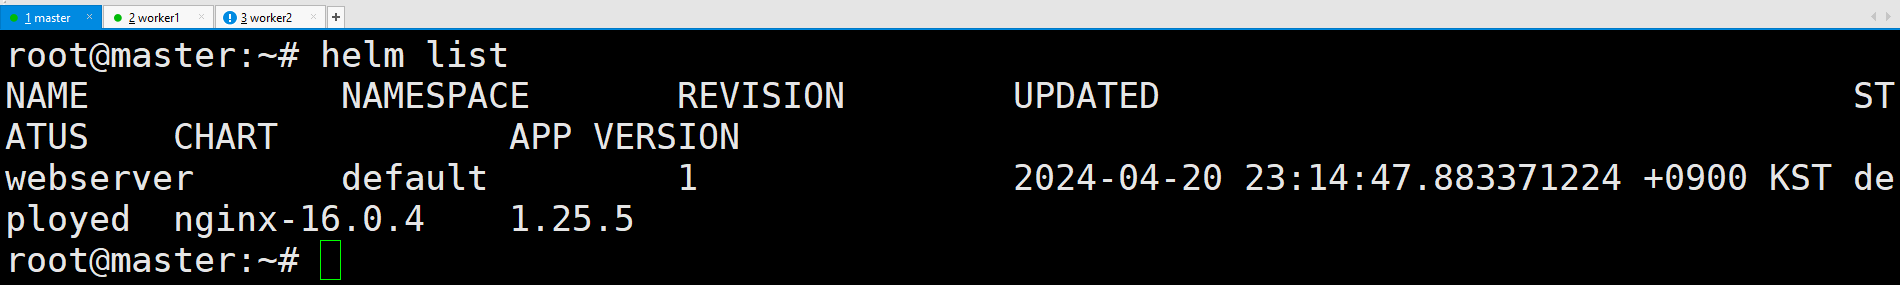 1 master × 2 worker1 × 3 worker2 × +
root@master:~# helm list
NAME NAMESPACE REVISION UPDATED ST
ATUS CHART APP VERSION
webserver default 1 2024-04-20 23:14:47.883371224 +0900 KST de
ployed nginx-16.0.4 1.25.5
root@master:~#